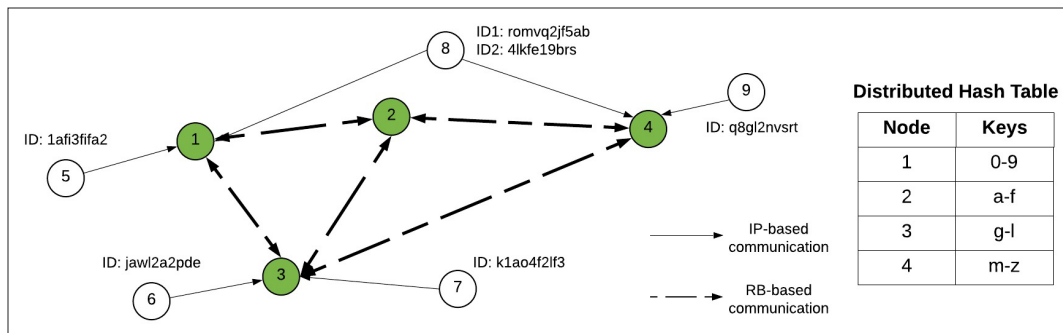 ID1: romvq2jf5ab
ID2: 4lkfe19brs
8
9
2
1
4
ID: 1afi3fifa2
ID: q8gl2nvsrt
5
IP-based
communication
ID: jawl2a2pde
ID: k1ao4f2lf3
3
6
7
RB-based
communication
Distributed Hash Table
Node Keys
1 0-9
2 a-f
3 g-l
4 m-z